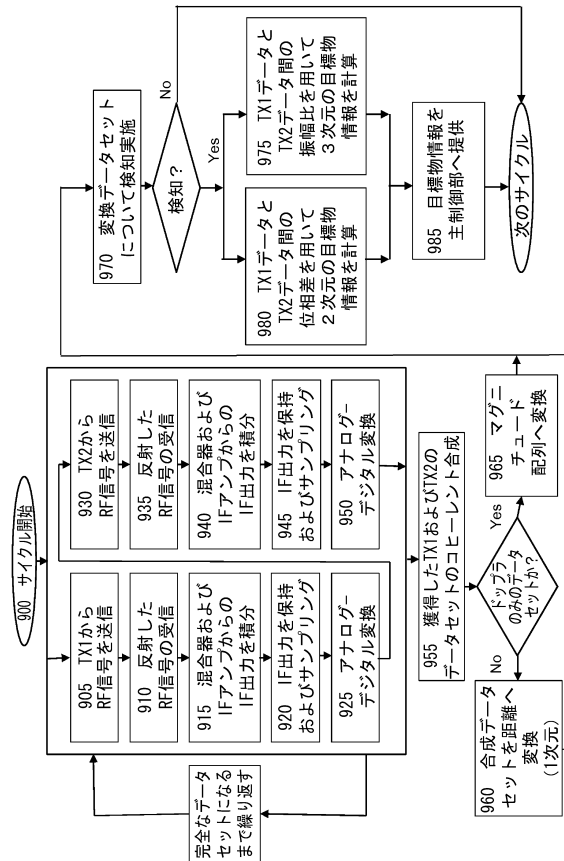 900 サイクル開始
905 TX1から
RF信号を送信
910 反射した
RF信号の受信
915 混合器および
IFアンプからの
IF出力を積分
920 IF出力を保持
およびサンプリング
925 アナログー
デジタル変換
930 TX2から
RF信号を送信
935 反射した
RF信号の受信
940 混合器および
IFアンプからの
IF出力を積分
945 IF出力を保持
およびサンプリング
950 アナログー
デジタル変換
完全なデータ
セットになる
まで繰り返す
955 獲得したTX1およびTX2の
データセットのコヒーレント合成
ドップラ
のみのデータ
セットか?
No
Yes
960 合成データ
セットを距離へ
変換
(1次元)
965 マグニ
チュード
配列へ変換
970 変換データセット
について検知実施
検知?
No
Yes
980 TX1データと
TX2データ間の
位相差を用いて
2次元の目標物
情報を計算
975 TX1データと
TX2データ間の
振幅比を用いて
3次元の目標物
情報を計算
985 目標物情報を
主制御部へ提供
次のサイクル